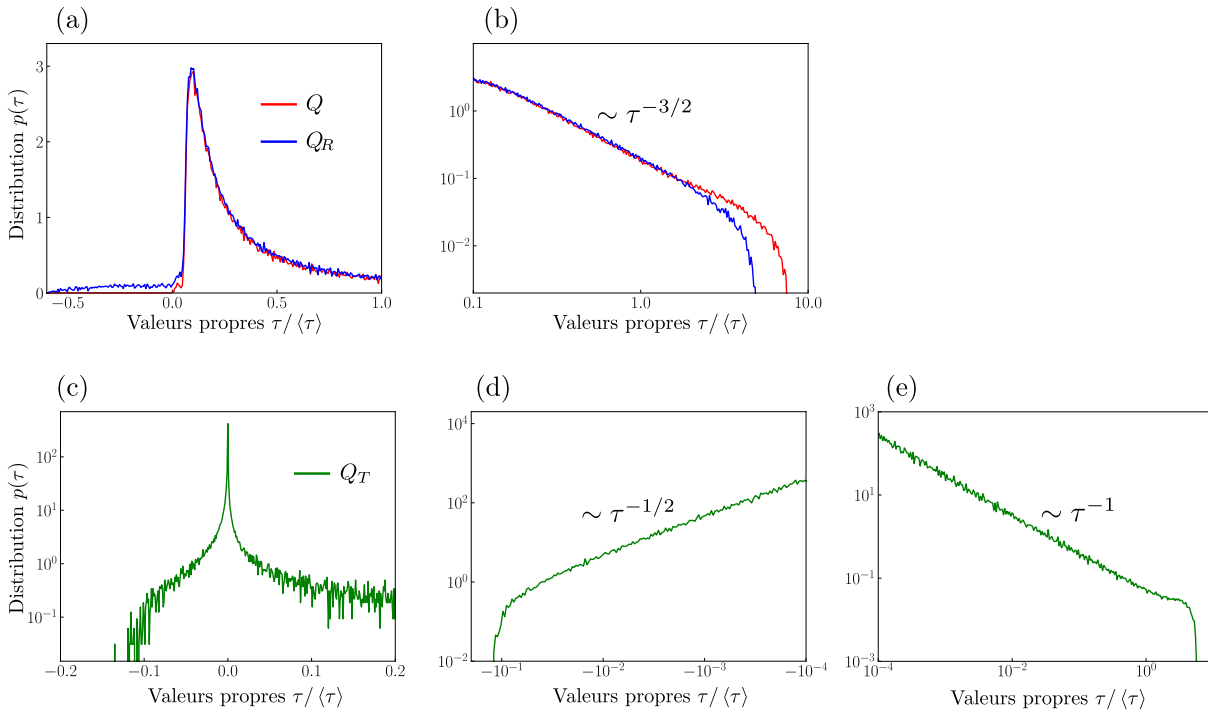 (a)
Distribution p(τ)
3
2
1
0
Q
Q_R
−0.5
0.0
0.5
1.0
Valeurs propres τ/⟨τ⟩
(b)
10^0
10^{−1}
10^{−2}
∼ τ^{−3/2}
0.1
1.0
10.0
Valeurs propres τ/⟨τ⟩
(c)
Distribution p(τ)
10^2
10^1
10^0
10^{−1}
Q_T
−0.2
−0.1
0.0
0.1
0.2
Valeurs propres τ/⟨τ⟩
(d)
10^4
10^2
10^0
10^{−2}
∼ τ^{−1/2}
−10^{−1}
−10^{−2}
−10^{−3}
−10^{−4}
Valeurs propres τ/⟨τ⟩
(e)
10^3
10^1
10^{−1}
10^{−3}
∼ τ^{−1}
10^{−4}
10^{−2}
10^0
Valeurs propres τ/⟨τ⟩